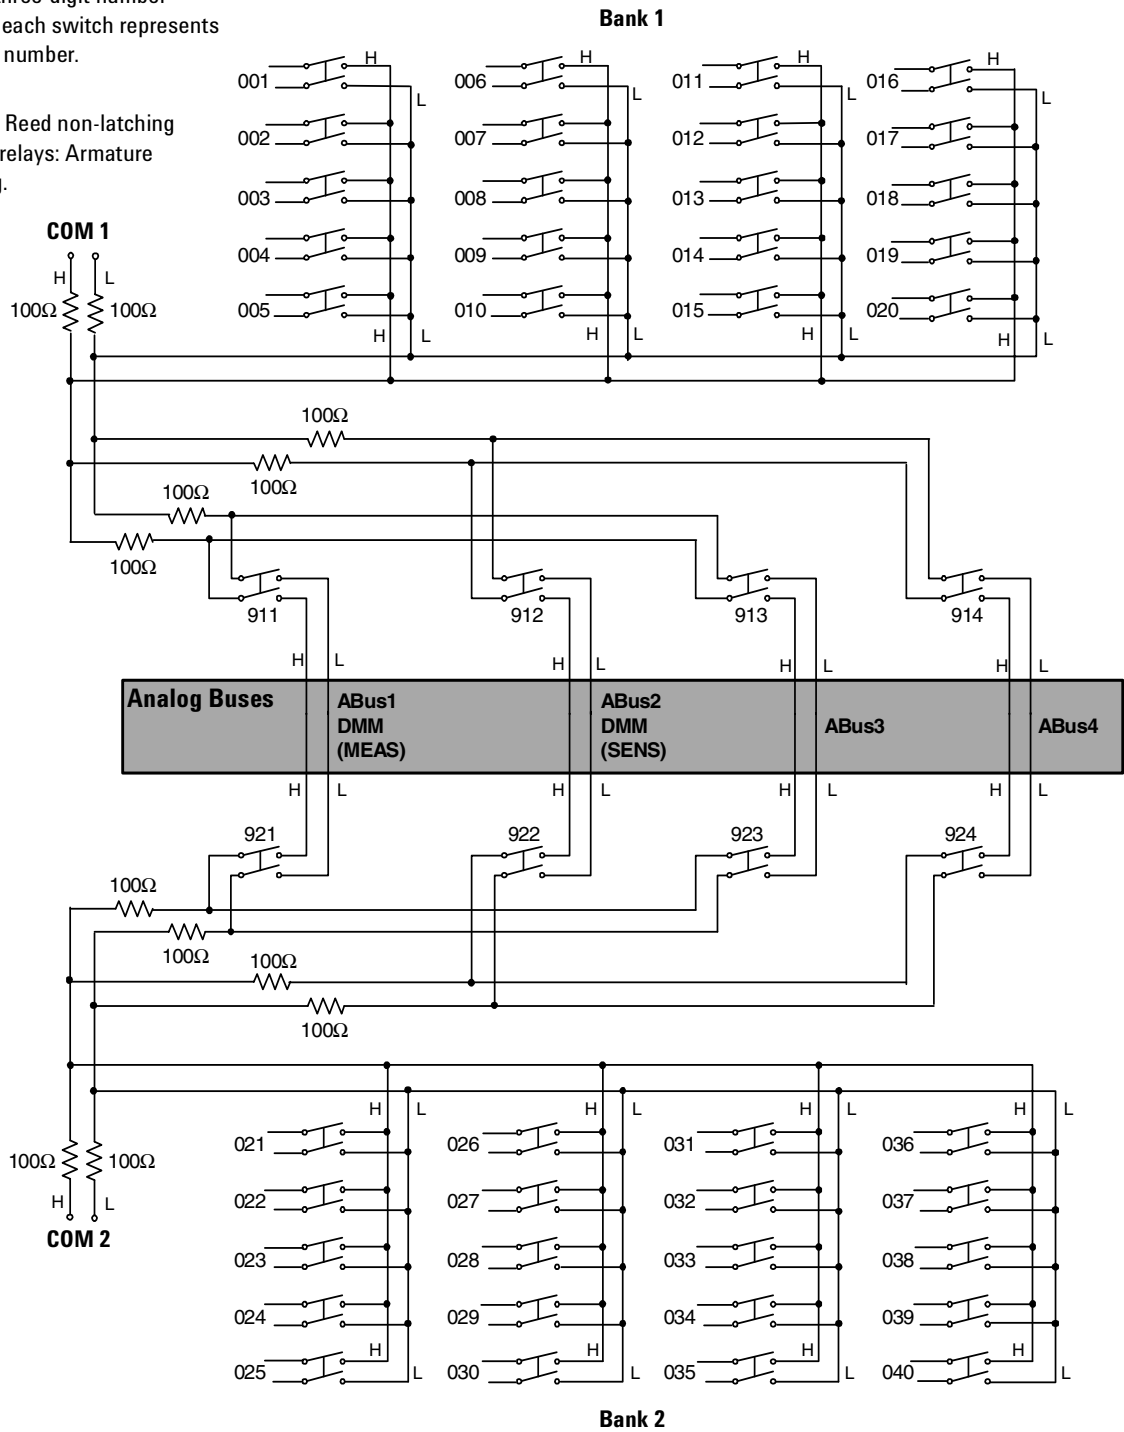 three-digit number
each switch represents
number.
Reed non-latching
relays: Armature
Bank 1
001 H L 006 H L 011 H L 016 H L
002 007 012 017
003 008 013 018
004 009 014 019
005 010 015 020
H L H L H L H L
COM 1
H L
100Ω 100Ω
100Ω
100Ω
100Ω
100Ω
911 912 913 914
H L H L H L H L
Analog Buses
ABus1
DMM
(MEAS)
ABus2
DMM
(SENS)
ABus3
ABus4
H L H L H L H L
921 922 923 924
100Ω
100Ω
100Ω
100Ω
H L H L H L H L
021 026 031 036
100Ω 100Ω
022 027 032 037
H L
COM 2
023 028 033 038
024 029 034 039
025 H L 030 H L 035 H L 040 H L
Bank 2